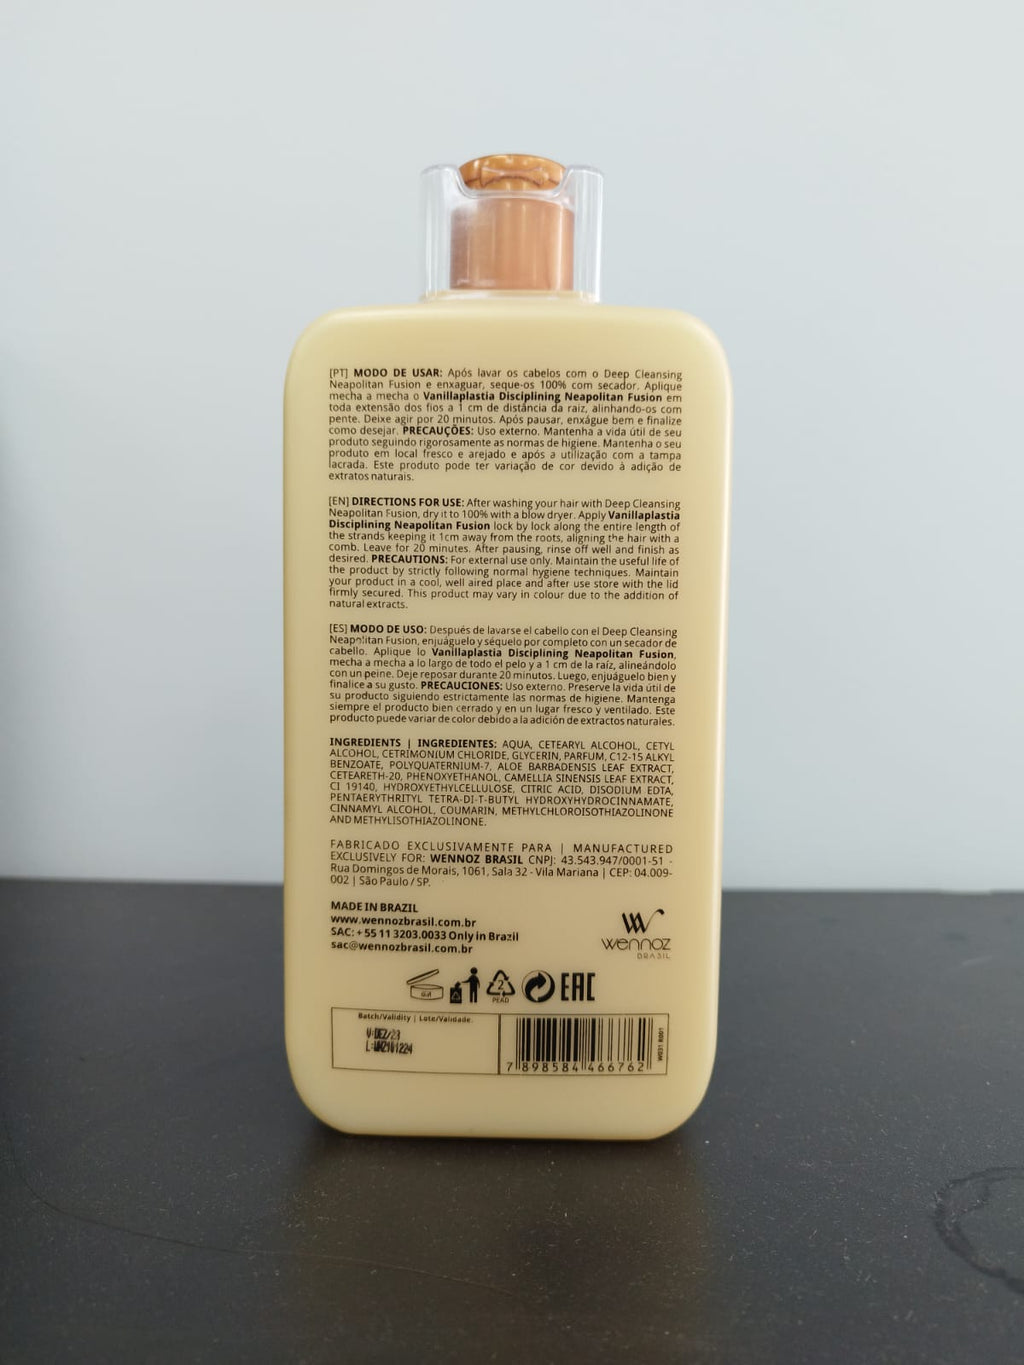 [PT] MODO DE USAR: Após lavar os cabelos com o Deep Cleansing
Neapolitan Fusion e enxaguar, seque-os 100% com secador. Aplique
mecha a mecha o Vanillaplastia Disciplining Neapolitan Fusion em
toda extensão dos fios a 1 cm de distância da raiz, alinhando-os com
pente. Deixe agir por 20 minutos. Após pausar, enxágue bem e finalize
como desejar. PRECAUÇÕES: Uso externo. Mantenha a vida útil de seu
produto seguindo rigorosamente as normas de higiene. Mantenha o seu
produto em local fresco e arejado e após a utilização com a tampa
lacrada. Este produto pode ter variação de cor devido à adição de
extratos naturais.
[EN] DIRECTIONS FOR USE: After washing your hair with Deep Cleansing
Neapolitan Fusion, dry it to 100% with a blow dryer. Apply Vanillaplastia
Disciplining Neapolitan Fusion lock by lock along the entire length of
the strands keeping it 1cm away from the roots, aligning the hair with a
comb. Leave for 20 minutes. After pausing, rinse off well and finish as
desired. PRECAUTIONS: For external use only. Maintain the useful life of
the product by strictly following normal hygiene techniques. Maintain
your product in a cool, well aired place and after use store with the lid
firmly secured. This product may vary in colour due to the addition of
natural extracts.
[ES] MODO DE USO: Después de lavarse el cabello con el Deep Cleansing
Neapolitan Fusion, enjuáguelo y séquelo por completo con un secador de
cabello. Aplique lo Vanillaplastia Disciplining Neapolitan Fusion,
mecha a mecha a lo largo de todo el pelo y a 1 cm de la raíz, alineándolo
con un peine. Deje reposar durante 20 minutos. Luego, enjuáguelo bien y
finalice a su gusto. PRECAUCIONES: Uso externo. Preserve la vida útil de
su producto siguiendo estrictamente las normas de higiene. Mantenga
siempre el producto bien cerrado y en un lugar fresco y ventilado. Este
producto puede variar de color debido a la adición de extractos naturales.
INGREDIENTS | INGREDIENTES: AQUA, CETEARYL ALCOHOL, CETYL
ALCOHOL, CETRIMONIUM CHLORIDE, GLYCERIN, PARFUM, C12-15 ALKYL
BENZOATE, POLYQUATERNIUM-7, ALOE BARBADENSIS LEAF EXTRACT,
CETEARETH-20, PHENOXYETHANOL, CAMELLIA SINENSIS LEAF EXTRACT,
CI 19140, HYDROXYETHYLCELLULOSE, CITRIC ACID, DISODIUM EDTA,
PENTAERYTHRITYL TETRA-DI-T-BUTYL HYDROXYHYDROCINNAMATE,
CINNAMYL ALCOHOL, COUMARIN, METHYLCHLOROISOTHIAZOLINONE
AND METHYLISOTHIAZOLINONE.
FABRICADO EXCLUSIVAMENTE PARA | MANUFACTURED
EXCLUSIVELY FOR: WENNOZ BRASIL CNPJ: 43.543.947/0001-51 -
Rua Domingos de Morais, 1061, Sala 32 - Vila Mariana | CEP: 04.009-
002 | São Paulo / SP.
MADE IN BRAZIL
www.wennozbrasil.com.br
SAC: + 55 11 3203.0033 Only in Brazil
sac@wennozbrasil.com.br
wennoz
BRASIL
2
PEAD
EAC
Batch/Validity | Lote/Validade
V:DEZ/23
7 898584 466762